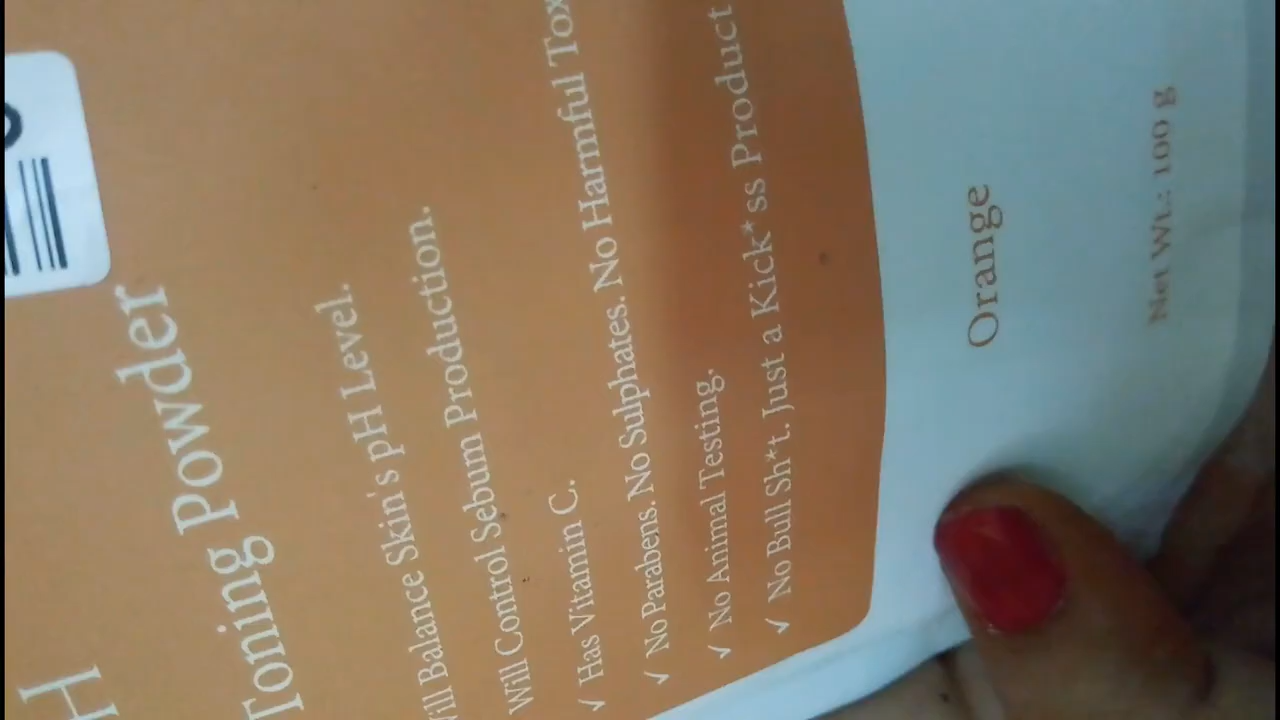 H
Toning Powder
Will Balance Skin's pH Level.
Will Control Sebum Production.
✓ Has Vitamin C.
✓ No Parabens. No Sulphates. No Harmful Tox
✓ No Animal Testing.
✓ No Bull Sh*t. Just a Kick*ss Product
Orange
Net Wt.: 100 g